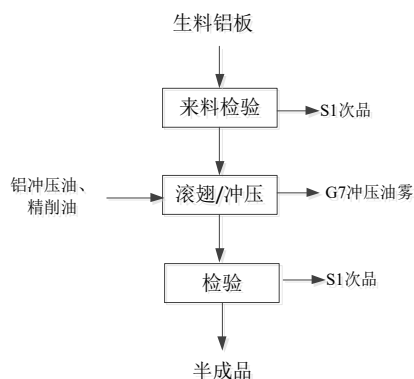 生料铝板
来料检验
S1次品
铝冲压油、
精削油
滚翅/冲压
G7冲压油雾
检验
S1次品
半成品